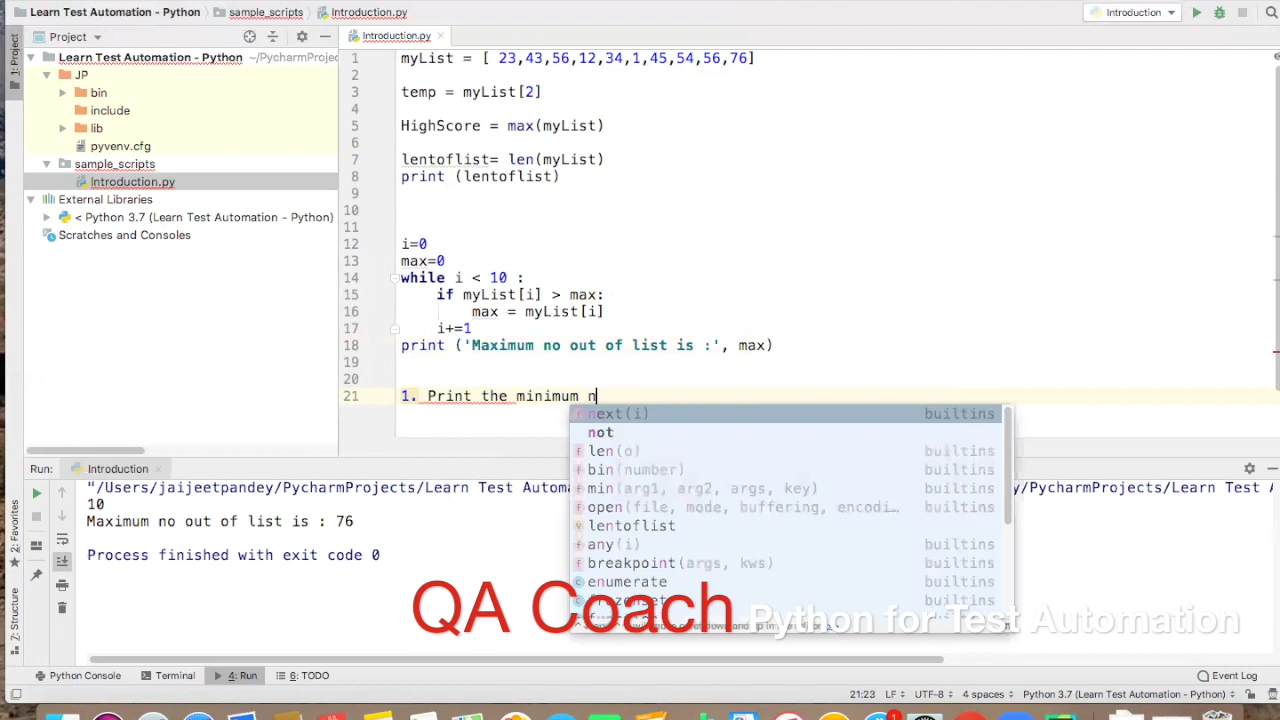 Learn Test Automation - Python
sample_scripts
Introduction.py
Introduction
Project
Introduction.py
1: Project
Learn Test Automation - Python ~/PycharmProjec
JP
bin
include
lib
pyvenv.cfg
sample_scripts
Introduction.py
External Libraries
< Python 3.7 (Learn Test Automation - Python)
Scratches and Consoles
1 myList = [ 23,43,56,12,34,1,45,54,56,76]
2
3 temp = myList[2]
4
5 HighScore = max(myList)
6
7 lentoflist= len(myList)
8 print (lentoflist)
9
10
11
12 i=0
13 max=0
14 while i < 10 :
15 if myList[i] > max:
16 max = myList[i]
17 i+=1
18 print ('Maximum no out of list is :', max)
19
20
21 1. Print the minimum n
next(i) builtins
not
len(o) builtins
bin(number) builtins
min(arg1, arg2, args, key) builtins
open(file, mode, buffering, encodi… builtins
lentoflist
any(i) builtins
breakpoint(args, kws) builtins
enumerate builtins
frozenset builtins
Run: Introduction
"/Users/jaijeetpandey/PycharmProjects/Learn Test Automa
y/PycharmProjects/Learn Test A
10
Maximum no out of list is : 76
Process finished with exit code 0
2: Favorites
7: Structure
QA Coach
Python for Test Automation
Python Console
Terminal
4: Run
6: TODO
Event Log
21:23 LF UTF-8 4 spaces Python 3.7 (Learn Test Automation - Python)